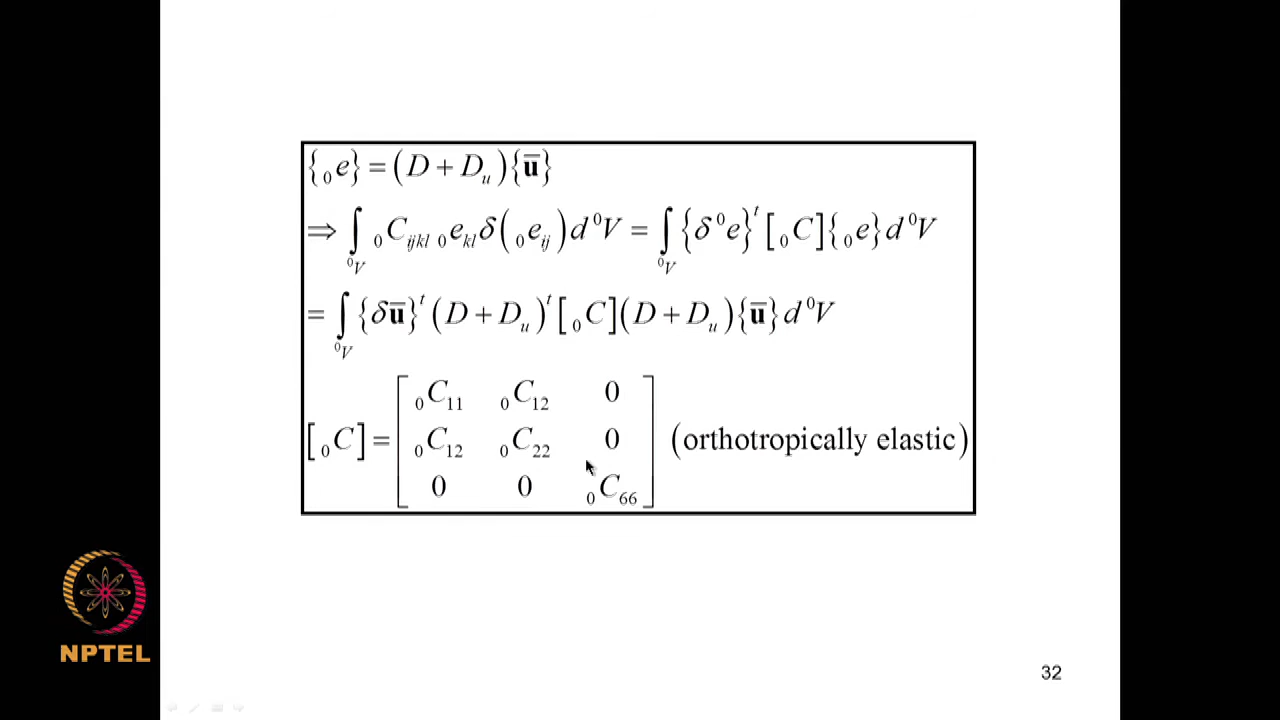 {₀e} = (D + Dᵤ){ū}
⇒ ∫_{⁰V} ₀C_{ijkl} ₀e_{kl} δ(₀e_{ij}) d⁰V = ∫_{⁰V} {δ⁰e}ᵗ [₀C]{₀e} d⁰V
= ∫_{⁰V} {δū}ᵗ (D + Dᵤ)ᵗ [₀C](D + Dᵤ){ū} d⁰V
[₀C] = [ ₀C₁₁ ₀C₁₂ 0
₀C₁₂ ₀C₂₂ 0
0 0 ₀C₆₆ ] (orthotropically elastic)
NPTEL
32